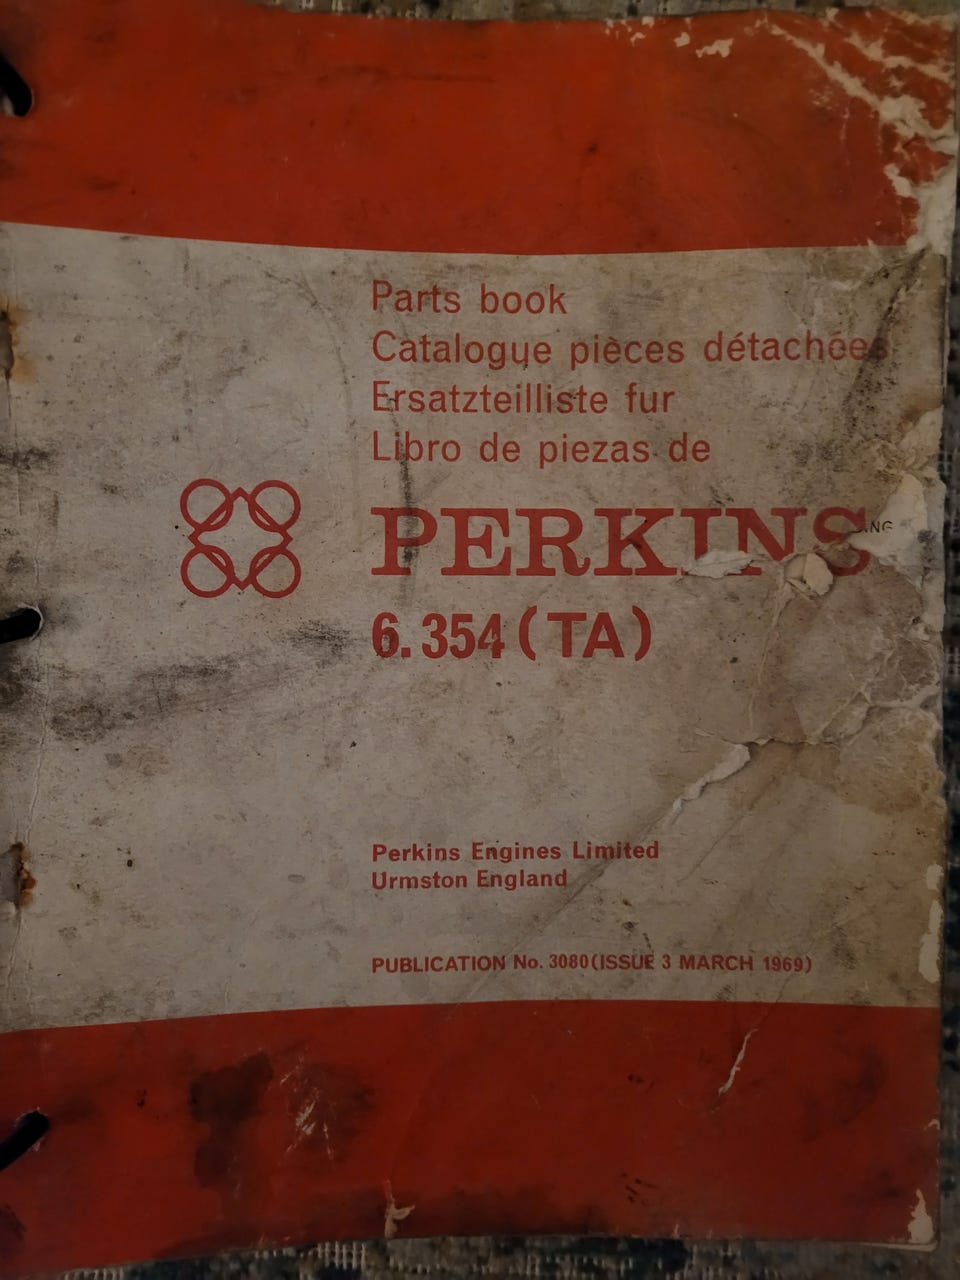 Parts book
Catalogue pièces détachées
Ersatzteilliste fur
Libro de piezas de
PERKINS
6.354 (TA)
Perkins Engines Limited
Urmston England
PUBLICATION No. 3080 (ISSUE 3 MARCH 1969)